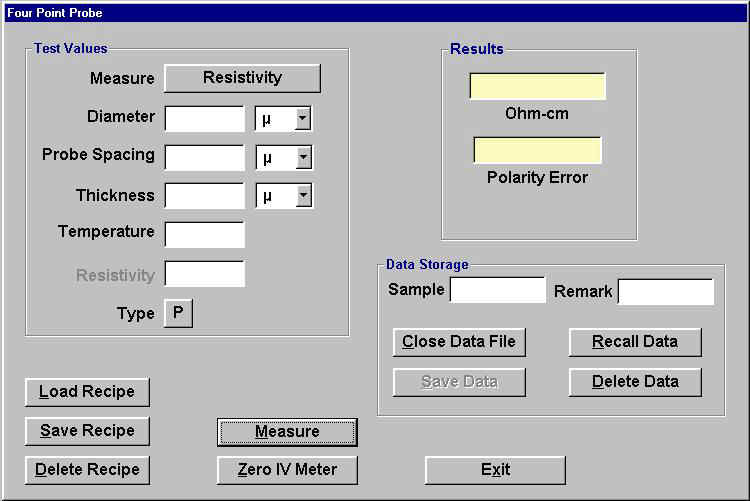 Four Point Probe
Test Values
Measure Resistivity
Diameter µ
Probe Spacing µ
Thickness µ
Temperature
Resistivity
Type P
Results
Ohm-cm
Polarity Error
Data Storage
Sample Remark
Close Data File Recall Data
Save Data Delete Data
Load Recipe
Save Recipe Measure
Delete Recipe Zero IV Meter Exit